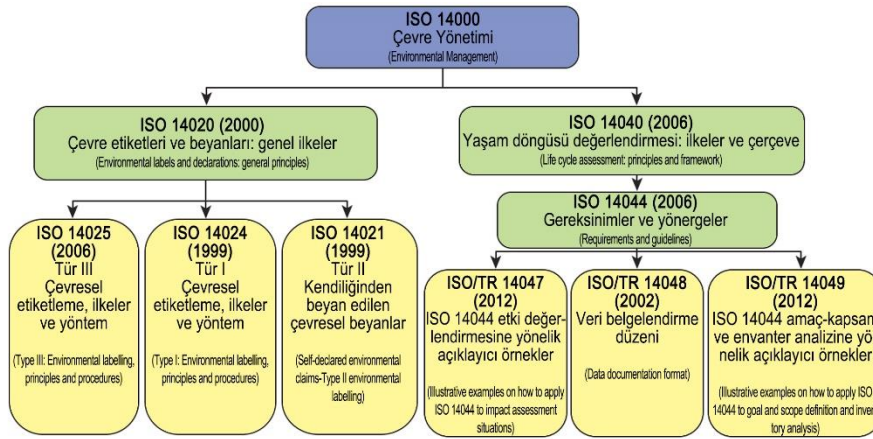 ISO 14000
Çevre Yönetimi
(Environmental Management)
ISO 14020 (2000)
Çevre etiketleri ve beyanları: genel ilkeler
(Environmental labels and declarations: general principles)
ISO 14040 (2006)
Yaşam döngüsü değerlendirmesi: ilkeler ve çerçeve
(Life cycle assessment: principles and framework)
ISO 14044 (2006)
Gereksinimler ve yönergeler
(Requirements and guidelines)
ISO 14025
(2006)
Tür III
Çevresel
etiketleme, ilkeler
ve yöntem
(Type III: Environmental labelling,
principles and procedures)
ISO 14024
(1999)
Tür I
Çevresel
etiketleme, ilkeler
ve yöntem
(Type I: Environmental labelling,
principles and procedures)
ISO 14021
(1999)
Tür II
Kendiliğinden
beyan edilen
çevresel beyanlar
(Self-declared environmental
claims-Type II environmental
labelling)
ISO/TR 14047
(2012)
ISO 14044 etki değer-
lendirmesine yönelik
açıklayıcı örnekler
(Illustrative examples on how to apply
ISO 14044 to impact assessment
situations)
ISO/TR 14048
(2002)
Veri belgelendirme
düzeni
(Data documentation format)
ISO/TR 14049
(2012)
ISO 14044 amaç-kapsam
ve envanter analizine yö-
nelik açıklayıcı örnekler
(Illustrative examples on how to apply ISO
14044 to goal and scope definition and inven-
tory analysis)